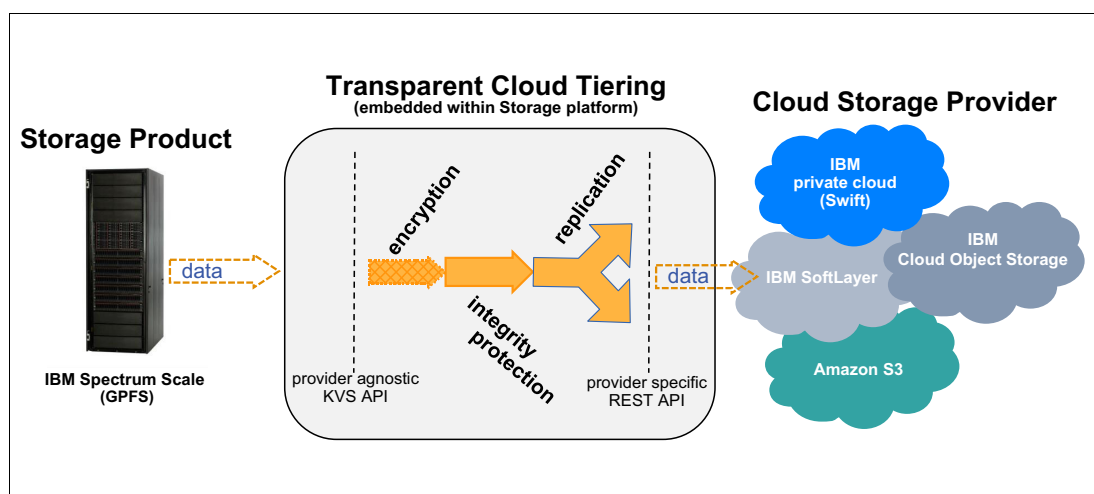 Transparent Cloud Tiering
(embedded within Storage platform)
Cloud Storage Provider
Storage Product
data
IBM Spectrum Scale
(GPFS)
encryption
integrity
protection
replication
provider agnostic
KVS API
provider specific
REST API
data
IBM
private cloud
(Swift)
IBM
Cloud Object Storage
IBM SoftLayer
Amazon S3